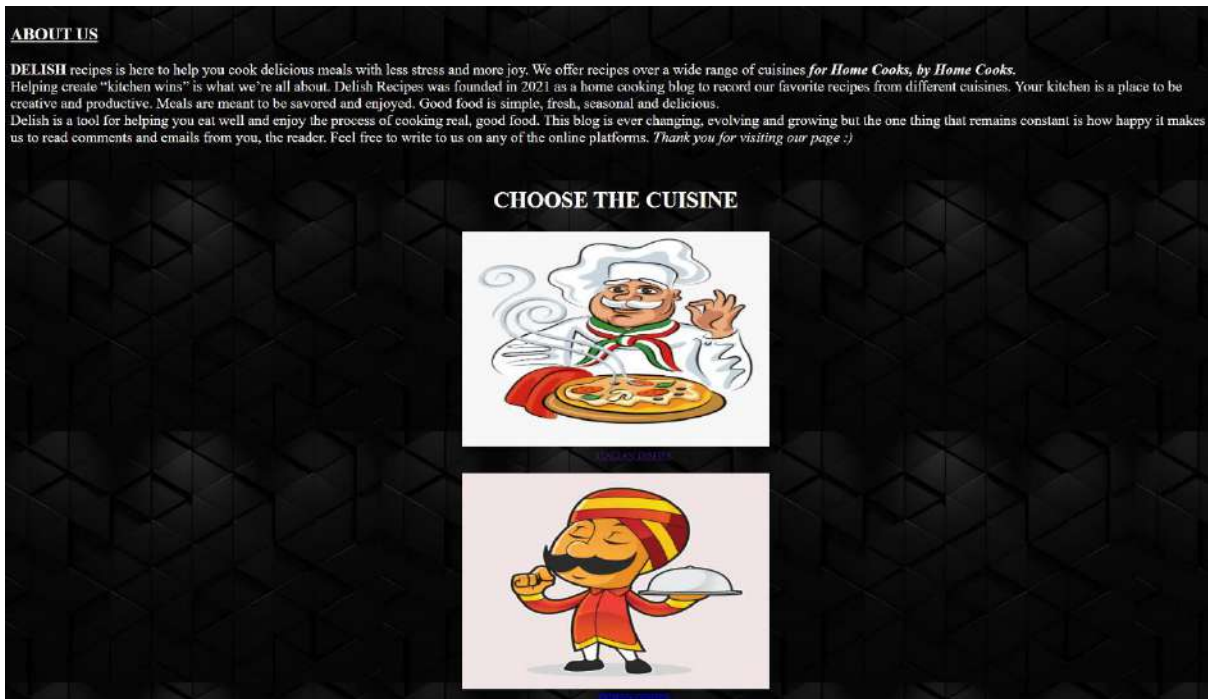 ABOUT US
DELISH recipes is here to help you cook delicious meals with less stress and more joy. We offer recipes over a wide range of cuisines for Home Cooks, by Home Cooks.
Helping create “kitchen wins” is what we’re all about. Delish Recipes was founded in 2021 as a home cooking blog to record our favorite recipes from different cuisines. Your kitchen is a place to be
creative and productive. Meals are meant to be savored and enjoyed. Good food is simple, fresh, seasonal and delicious.
Delish is a tool for helping you eat well and enjoy the process of cooking real, good food. This blog is ever changing, evolving and growing but the one thing that remains constant is how happy it makes
us to read comments and emails from you, the reader. Feel free to write to us on any of the online platforms. Thank you for visiting our page :)
CHOOSE THE CUISINE